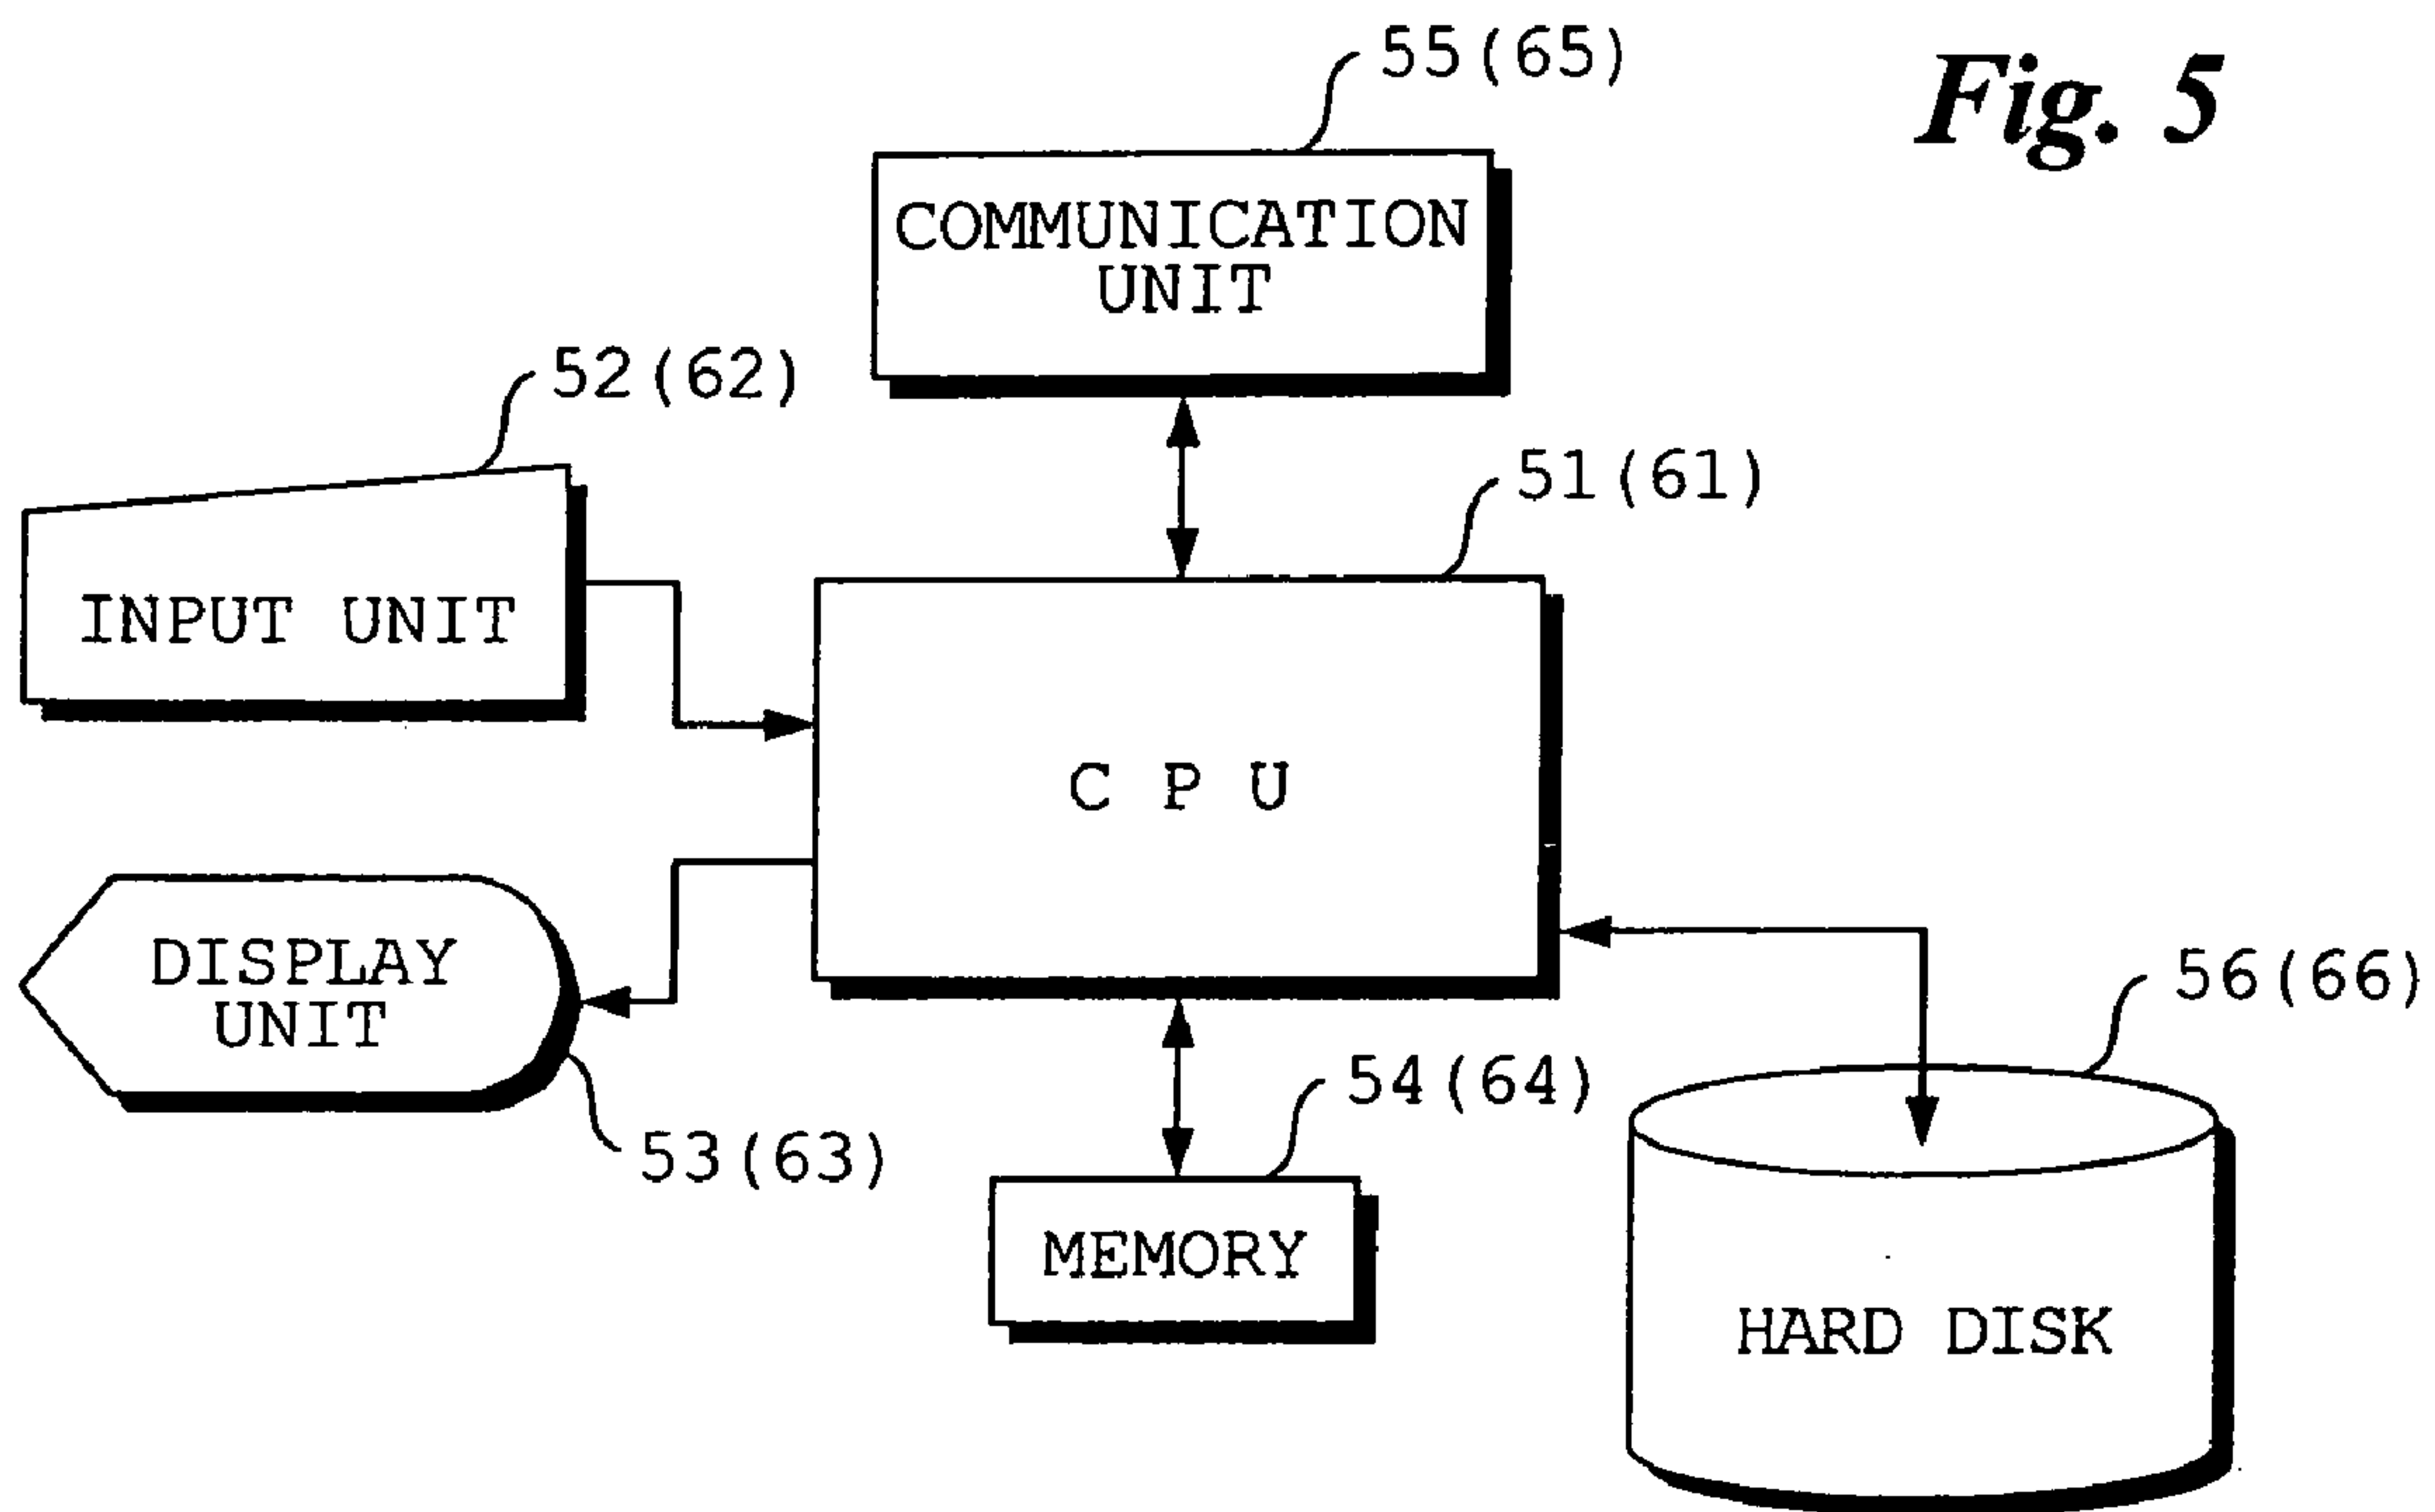 55(65)
Fig. 5
COMMUNICATION
UNIT
52(62)
51(61)
INPUT UNIT
C P U
DISPLAY
UNIT
56(66)
54(64)
53(63)
MEMORY
HARD DISK